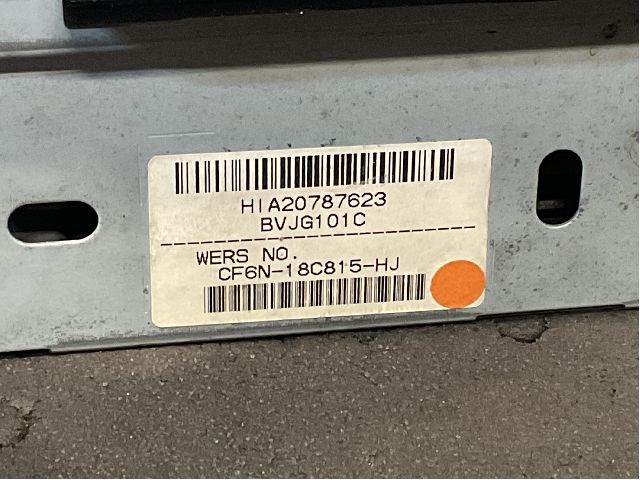 HIA20787623
BVJG101C
WERS NO.
CF6N-18C815-HJ